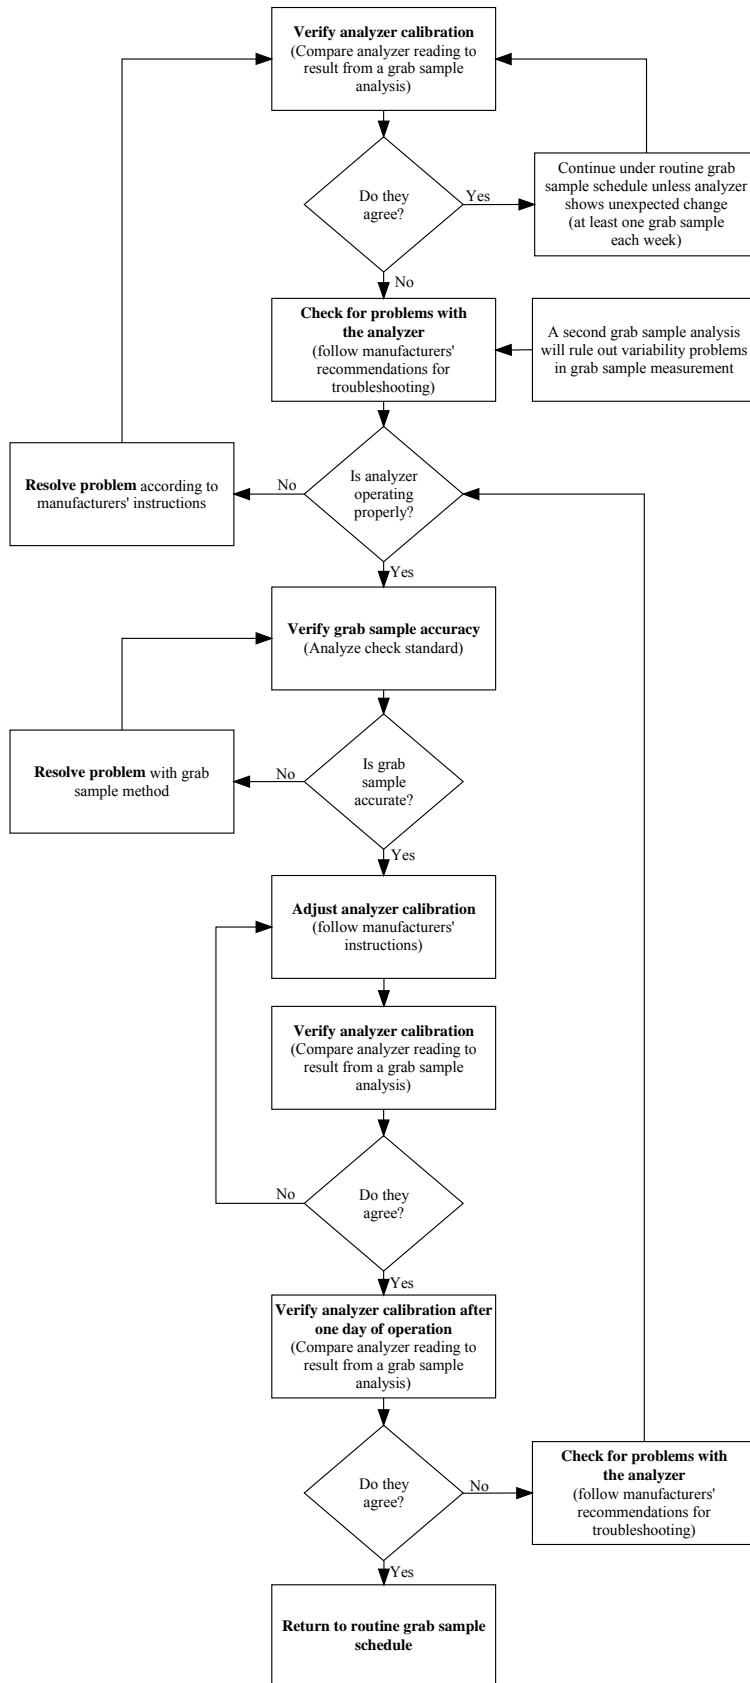 Verify analyzer calibration
(Compare analyzer reading to
result from a grab sample
analysis)
Do they
agree?
Yes
Continue under routine grab
sample schedule unless analyzer
shows unexpected change
(at least one grab sample
each week)
No
Check for problems with
the analyzer
(follow manufacturers'
recommendations for
troubleshooting)
A second grab sample analysis
will rule out variability problems
in grab sample measurement
Is analyzer
operating
properly?
No
Resolve problem according to
manufacturers' instructions
Yes
Verify grab sample accuracy
(Analyze check standard)
Is grab
sample
accurate?
No
Resolve problem with grab
sample method
Yes
Adjust analyzer calibration
(follow manufacturers'
instructions)
Verify analyzer calibration
(Compare analyzer reading to
result from a grab sample
analysis)
Do they
agree?
No
Yes
Verify analyzer calibration after
one day of operation
(Compare analyzer reading to
result from a grab sample
analysis)
Do they
agree?
No
Check for problems with
the analyzer
(follow manufacturers'
recommendations for
troubleshooting)
Yes
Return to routine grab sample
schedule